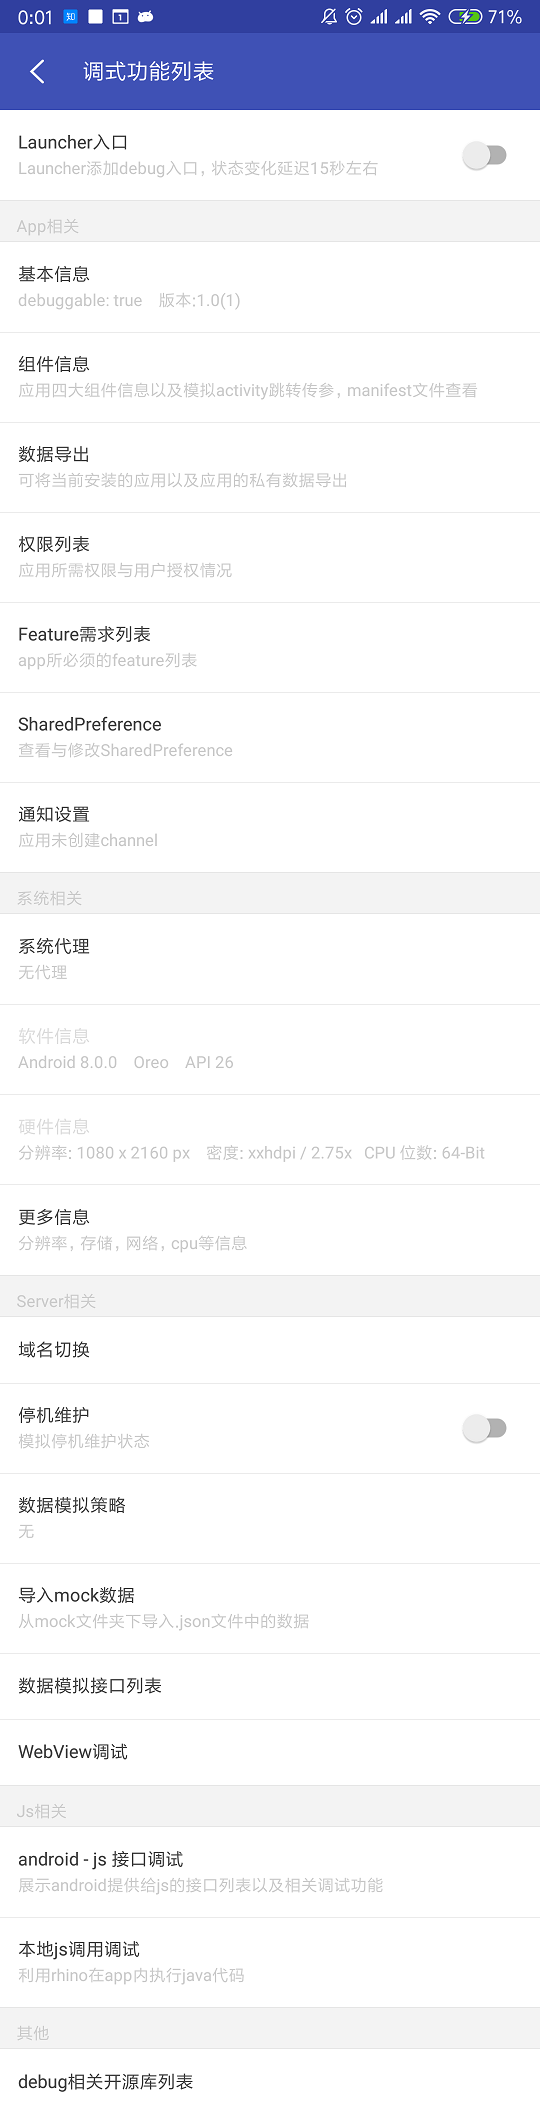 0:01 知 1 71%
调式功能列表
Launcher入口
Launcher添加debug入口，状态变化延迟15秒左右
App相关
基本信息
debuggable: true 版本:1.0(1)
组件信息
应用四大组件信息以及模拟activity跳转传参，manifest文件查看
数据导出
可将当前安装的应用以及应用的私有数据导出
权限列表
应用所需权限与用户授权情况
Feature需求列表
app所必须的feature列表
SharedPreference
查看与修改SharedPreference
通知设置
应用未创建channel
系统相关
系统代理
无代理
软件信息
Android 8.0.0 Oreo API 26
硬件信息
分辨率: 1080 x 2160 px 密度: xxhdpi / 2.75x CPU 位数: 64-Bit
更多信息
分辨率，存储，网络，cpu等信息
Server相关
域名切换
停机维护
模拟停机维护状态
数据模拟策略
无
导入mock数据
从mock文件夹下导入.json文件中的数据
数据模拟接口列表
WebView调试
Js相关
android - js 接口调试
展示android提供给js的接口列表以及相关调试功能
本地js调用调试
利用rhino在app内执行java代码
其他
debug相关开源库列表